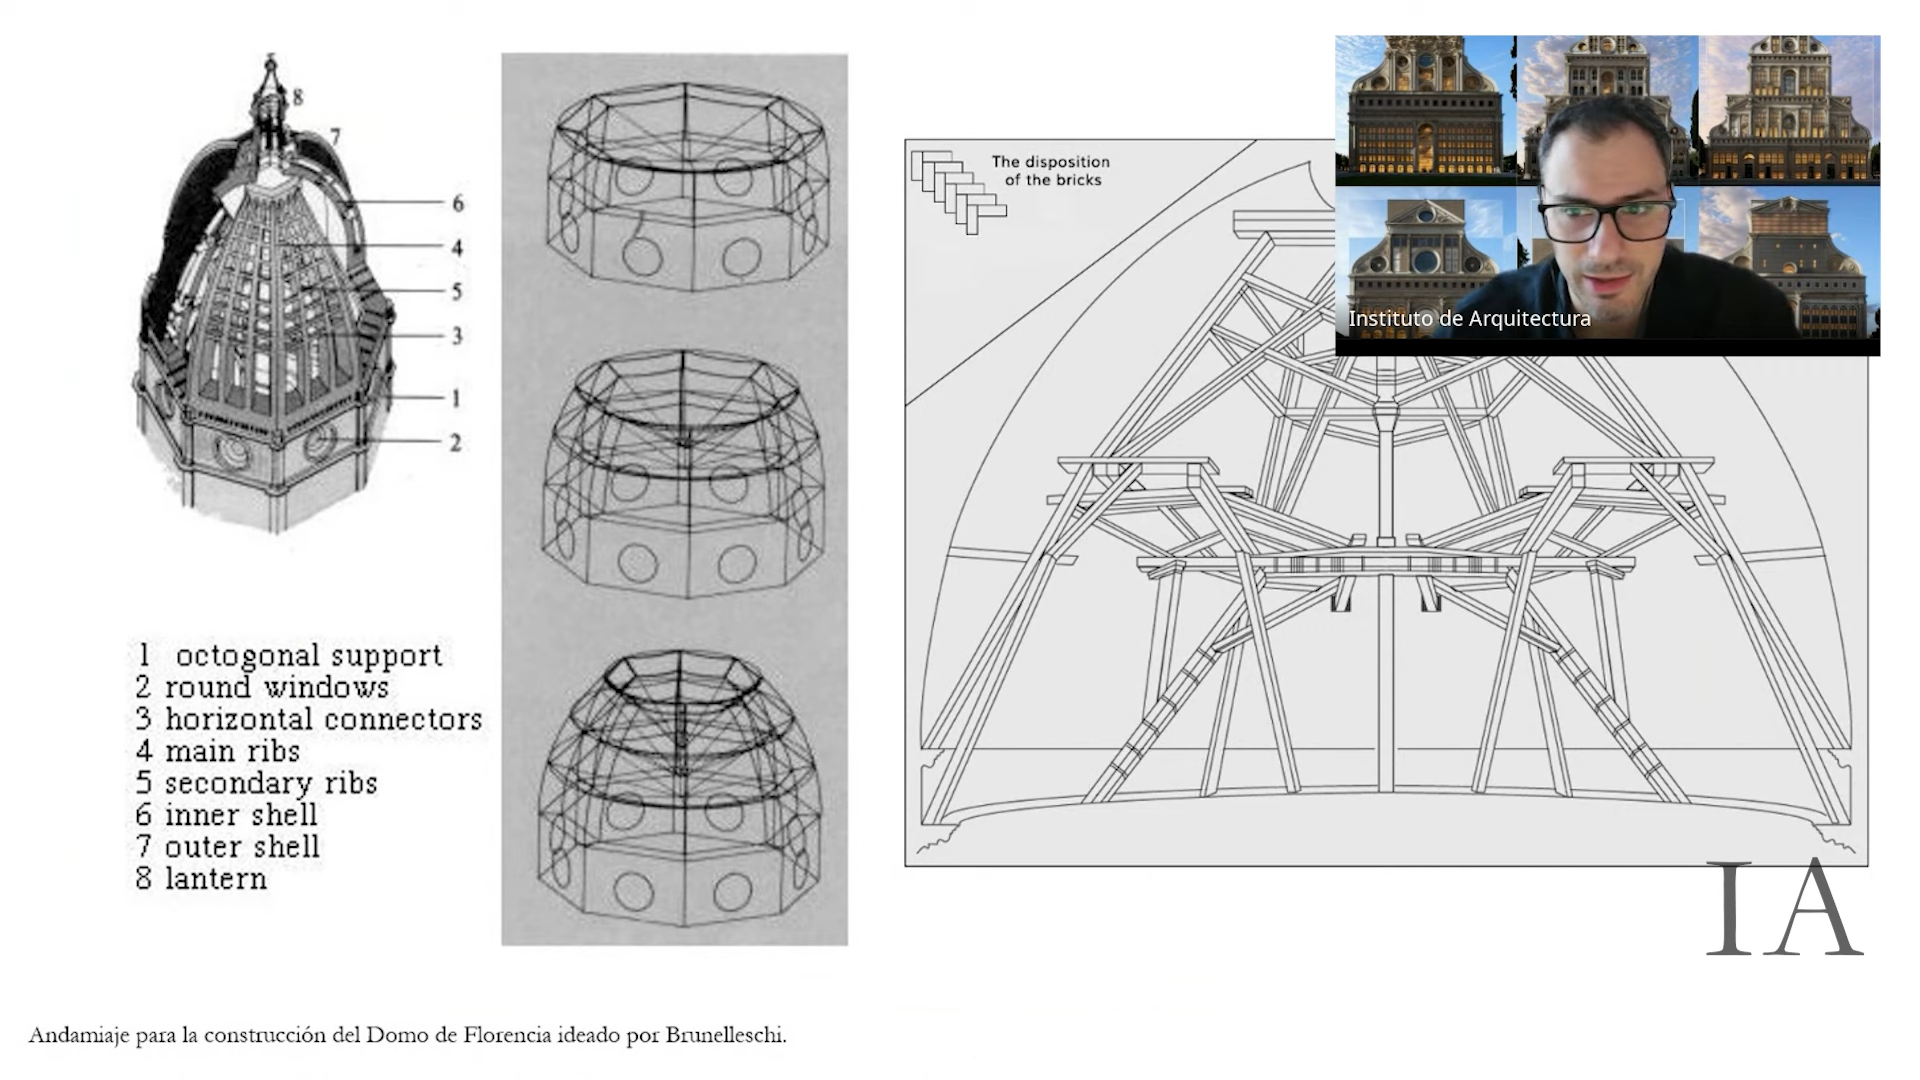 8
7
6
4
5
3
1
2
1 octogonal support
2 round windows
3 horizontal connectors
4 main ribs
5 secondary ribs
6 inner shell
7 outer shell
8 lantern
The disposition
of the bricks
Instituto de Arquitectura
IA
Andamiaje para la construcción del Domo de Florencia ideado por Brunelleschi.